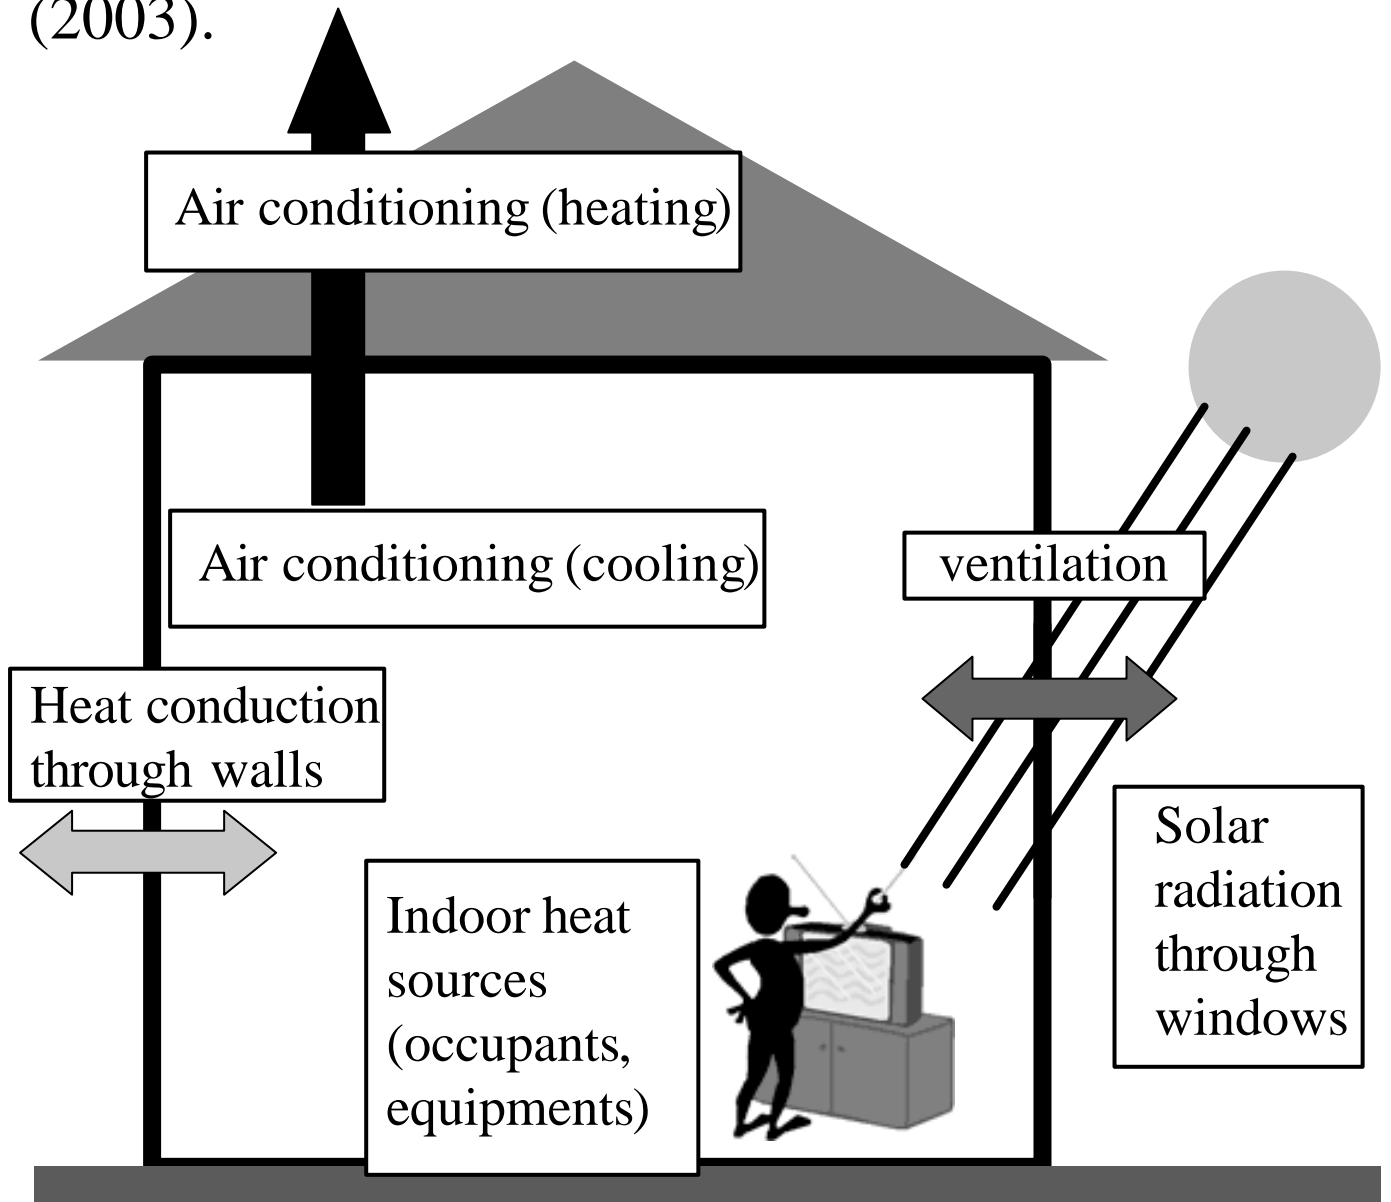 (2003).
Air conditioning (heating)
Air conditioning (cooling)
ventilation
Heat conduction
through walls
Indoor heat
sources
(occupants,
equipments)
Solar
radiation
through
windows